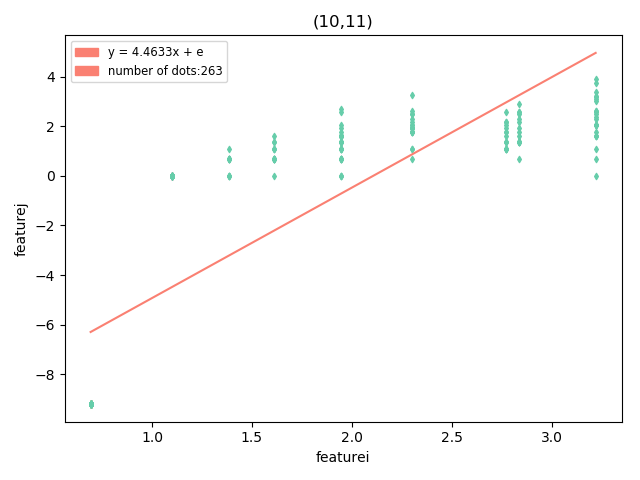 (10,11)
y = 4.4633x + e
number of dots:263
4
2
0
−2
−4
−6
−8
featurej
1.0 1.5 2.0 2.5 3.0
featurei